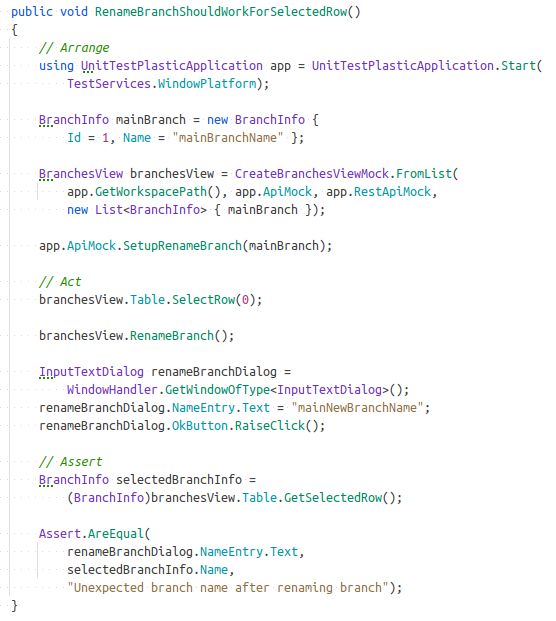 public void RenameBranchShouldWorkForSelectedRow()
{
// Arrange
using UnitTestPlasticApplication app = UnitTestPlasticApplication.Start(
TestServices.WindowPlatform);
BranchInfo mainBranch = new BranchInfo {
Id = 1, Name = "mainBranchName" };
BranchesView branchesView = CreateBranchesViewMock.FromList(
app.GetWorkspacePath(), app.ApiMock, app.RestApiMock,
new List<BranchInfo> { mainBranch });
app.ApiMock.SetupRenameBranch(mainBranch);
// Act
branchesView.Table.SelectRow(0);
branchesView.RenameBranch();
InputTextDialog renameBranchDialog =
WindowHandler.GetWindowOfType<InputTextDialog>();
renameBranchDialog.NameEntry.Text = "mainNewBranchName";
renameBranchDialog.OkButton.RaiseClick();
// Assert
BranchInfo selectedBranchInfo =
(BranchInfo)branchesView.Table.GetSelectedRow();
Assert.AreEqual(
renameBranchDialog.NameEntry.Text,
selectedBranchInfo.Name,
"Unexpected branch name after renaming branch");
}